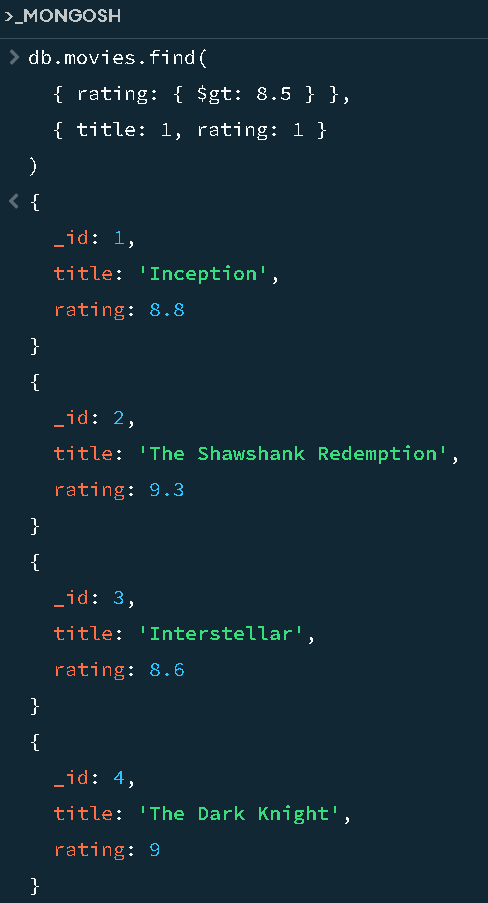 >_MONGOSH
> db.movies.find(
{ rating: { $gt: 8.5 } },
{ title: 1, rating: 1 }
)
< {
_id: 1,
title: 'Inception',
rating: 8.8
}
{
_id: 2,
title: 'The Shawshank Redemption',
rating: 9.3
}
{
_id: 3,
title: 'Interstellar',
rating: 8.6
}
{
_id: 4,
title: 'The Dark Knight',
rating: 9
}